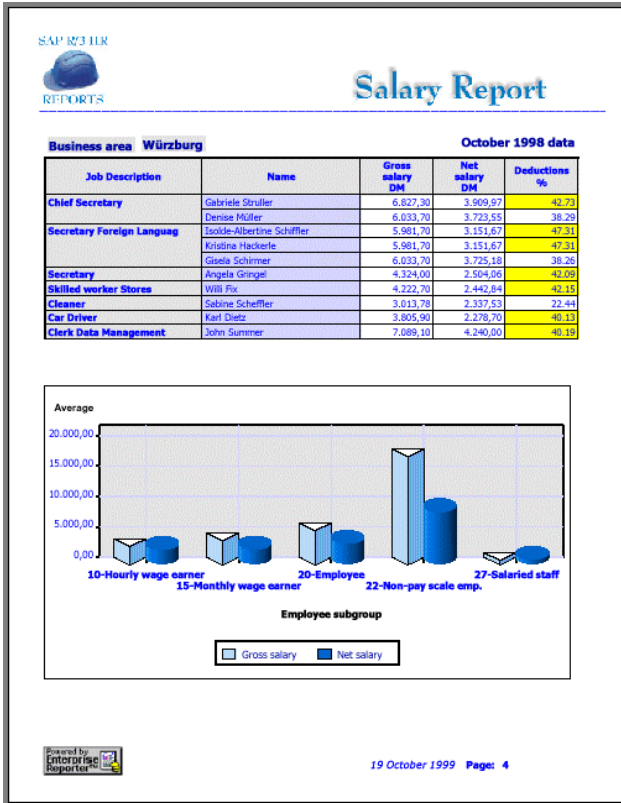 SAP R/3 HR
REPORTS
Salary Report
Business area Würzburg October 1998 data
Job Description Name Gross salary DM Net salary DM Deductions %
Chief Secretary Gabriele Struller 6.827,30 3.909,97 42.73
Denise Müller 6.033,70 3.723,55 38.29
Secretary Foreign Languag Isolde-Albertine Schiffler 5.981,70 3.151,67 47.31
Kristina Hackerle 5.981,70 3.151,67 47.31
Gisela Schirmer 6.033,70 3.725,18 38.26
Secretary Angela Gringel 4.324,00 2.504,06 42.09
Skilled worker Stores Willi Fix 4.222,70 2.442,84 42.15
Cleaner Sabine Scheffler 3.013,78 2.337,53 22.44
Car Driver Karl Dietz 3.805,90 2.278,70 40.13
Clerk Data Management John Summer 7.089,10 4.240,00 40.19
Average
20.000,00
15.000,00
10.000,00
5.000,00
0,00
10-Hourly wage earner 20-Employee 27-Salaried staff
15-Monthly wage earner 22-Non-pay scale emp.
Employee subgroup
Gross salary Net salary
Powered by
Enterprise
Reporter™
19 October 1999 Page: 4